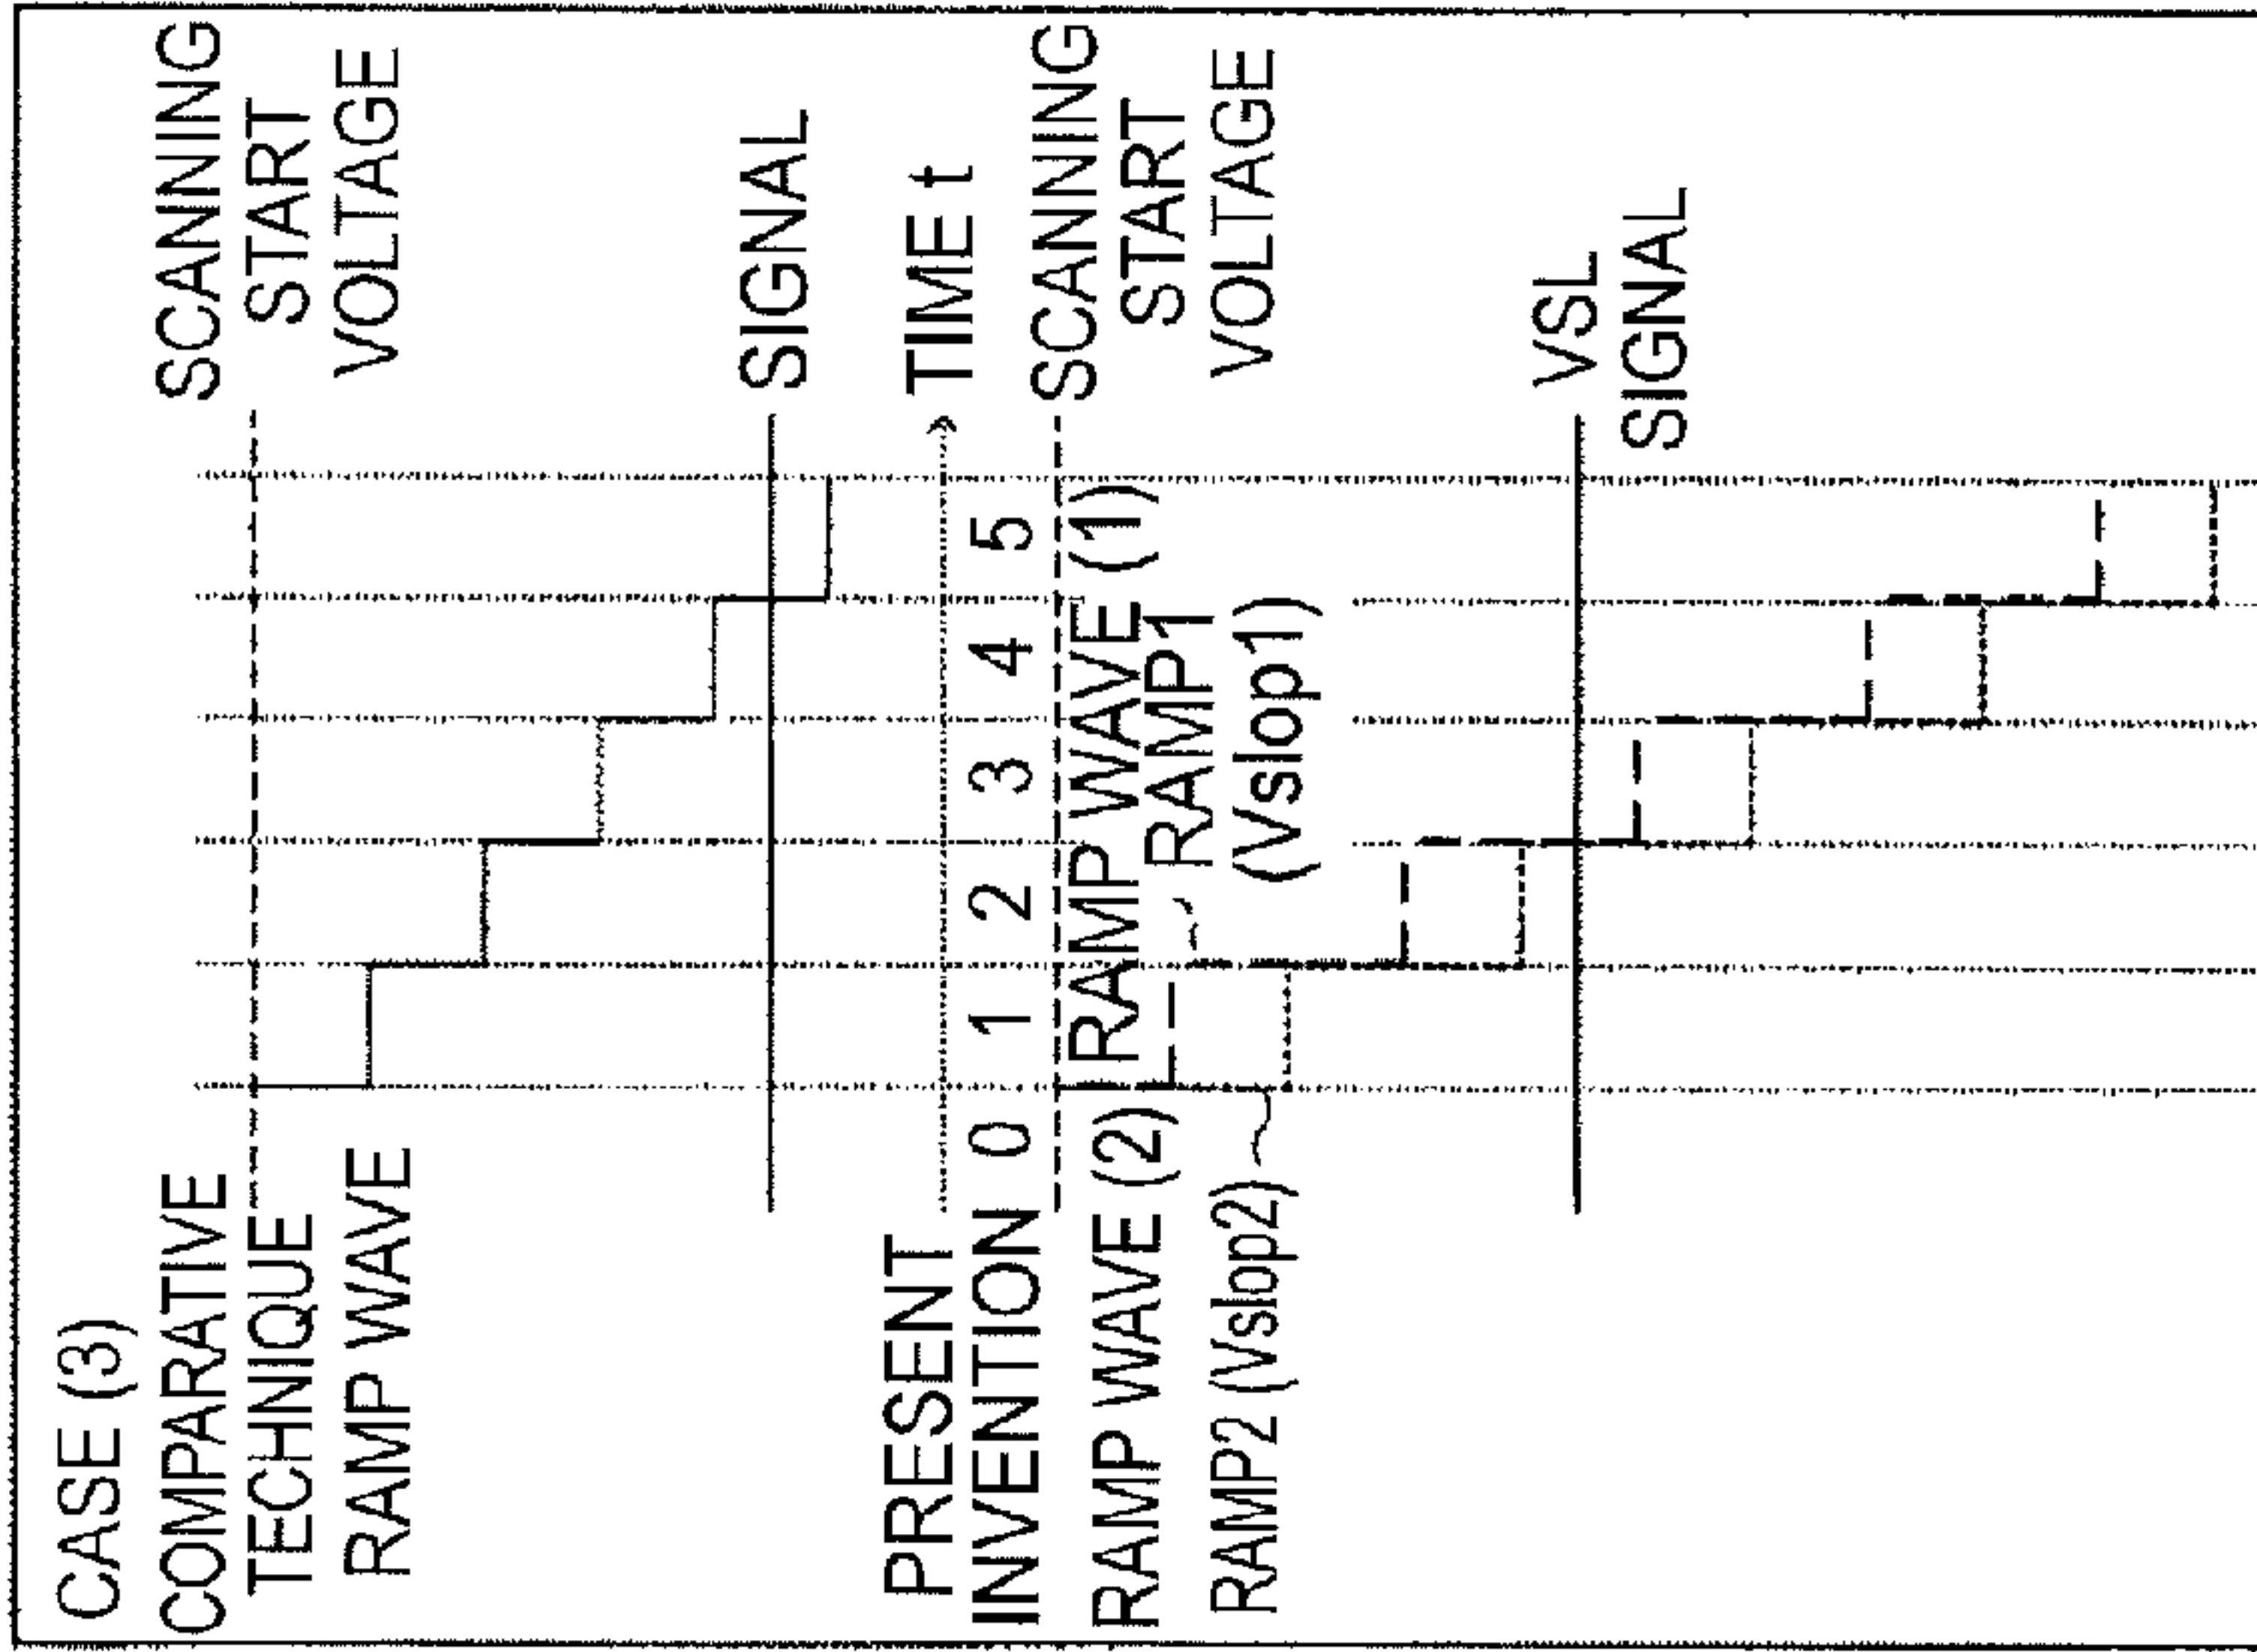 CASE (3)
COMPARATIVE
TECHNIQUE
RAMP WAVE
SCANNING
START
VOLTAGE
SIGNAL
TIME t
PRESENT
INVENTION 0 1 2 3 4 5
SCANNING
START
VOLTAGE
RAMP WAVE (2)
RAMP WAVE (1)
RAMP1
(Vslop1)
RAMP2 (Vslop2)
VSL
SIGNAL